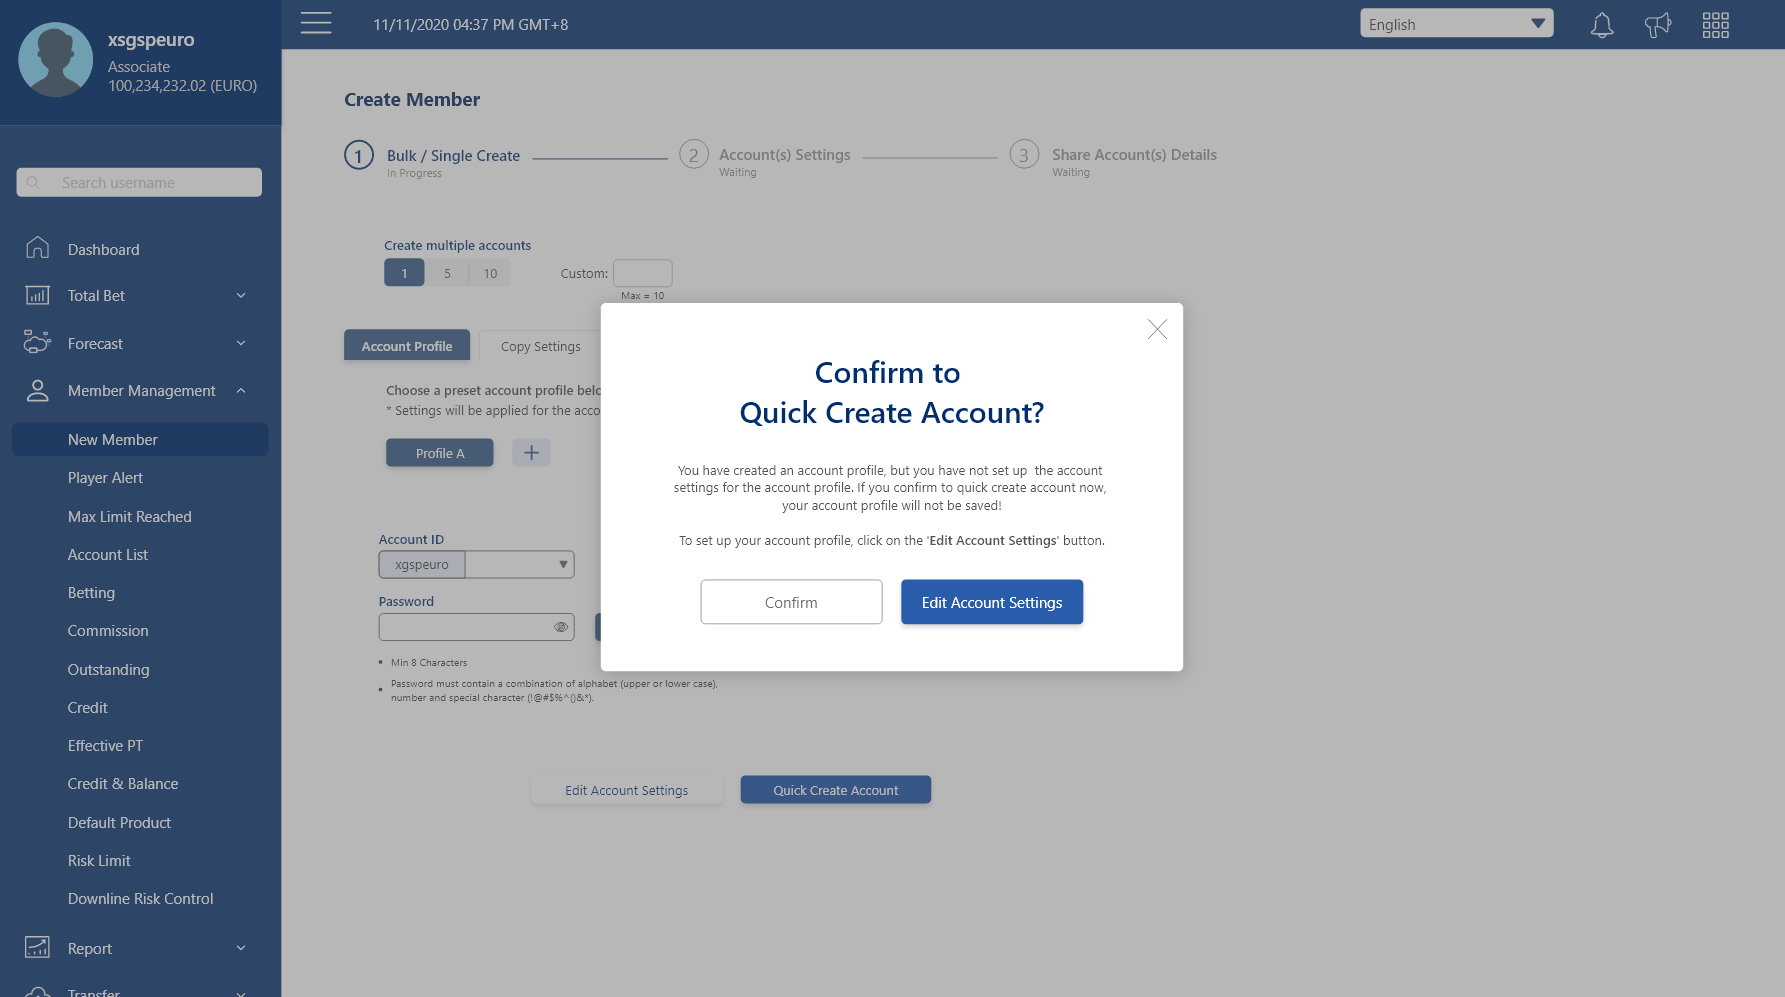 xsgspeuro
Associate
100,234,232.02 (EURO)
Search username
Dashboard
Total Bet
Forecast
Member Management
New Member
Player Alert
Max Limit Reached
Account List
Betting
Commission
Outstanding
Credit
Effective PT
Credit & Balance
Default Product
Risk Limit
Downline Risk Control
Report
Transfer
11/11/2020 04:37 PM GMT+8
English
Create Member
1 Bulk / Single Create
In Progress
2 Account(s) Settings
Waiting
3 Share Account(s) Details
Waiting
Create multiple accounts
1 5 10 Custom:
Max = 10
Account Profile Copy Settings
Choose a preset account profile belo
* Settings will be applied for the acco
Profile A +
Account ID
xgspeuro
Password
• Min 8 Characters
• Password must contain a combination of alphabet (upper or lower case),
number and special character (!@#$%^()&*).
Edit Account Settings Quick Create Account
Confirm to
Quick Create Account?
You have created an account profile, but you have not set up the account
settings for the account profile. If you confirm to quick create account now,
your account profile will not be saved!
To set up your account profile, click on the 'Edit Account Settings' button.
Confirm Edit Account Settings